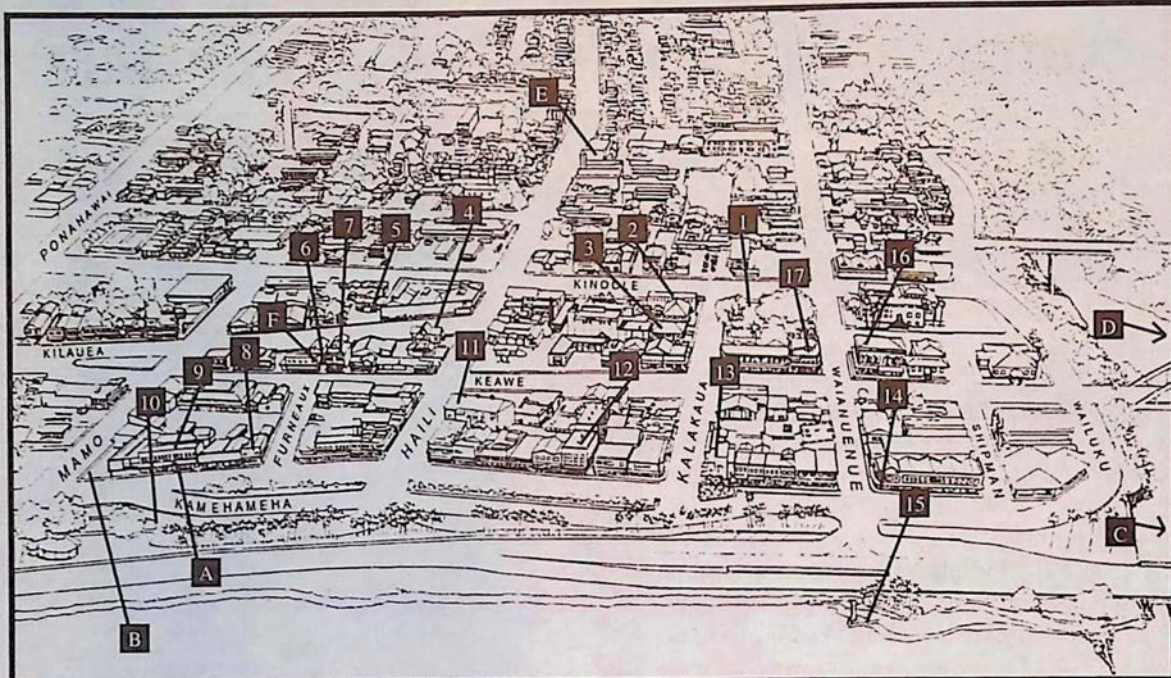 E
PONAHAWAI
4
7
5
2
1
6
3
17
16
KINOOLE
F
D
KILAUEA
11
8
9
KEAWE
12
13
10
14
MAMO
FURNEAUX
HAILI
KALAKAUA
WAIANUENUE
SHIPMAN
WAILUKU
KAMEHAMEHA
15
C
A
B